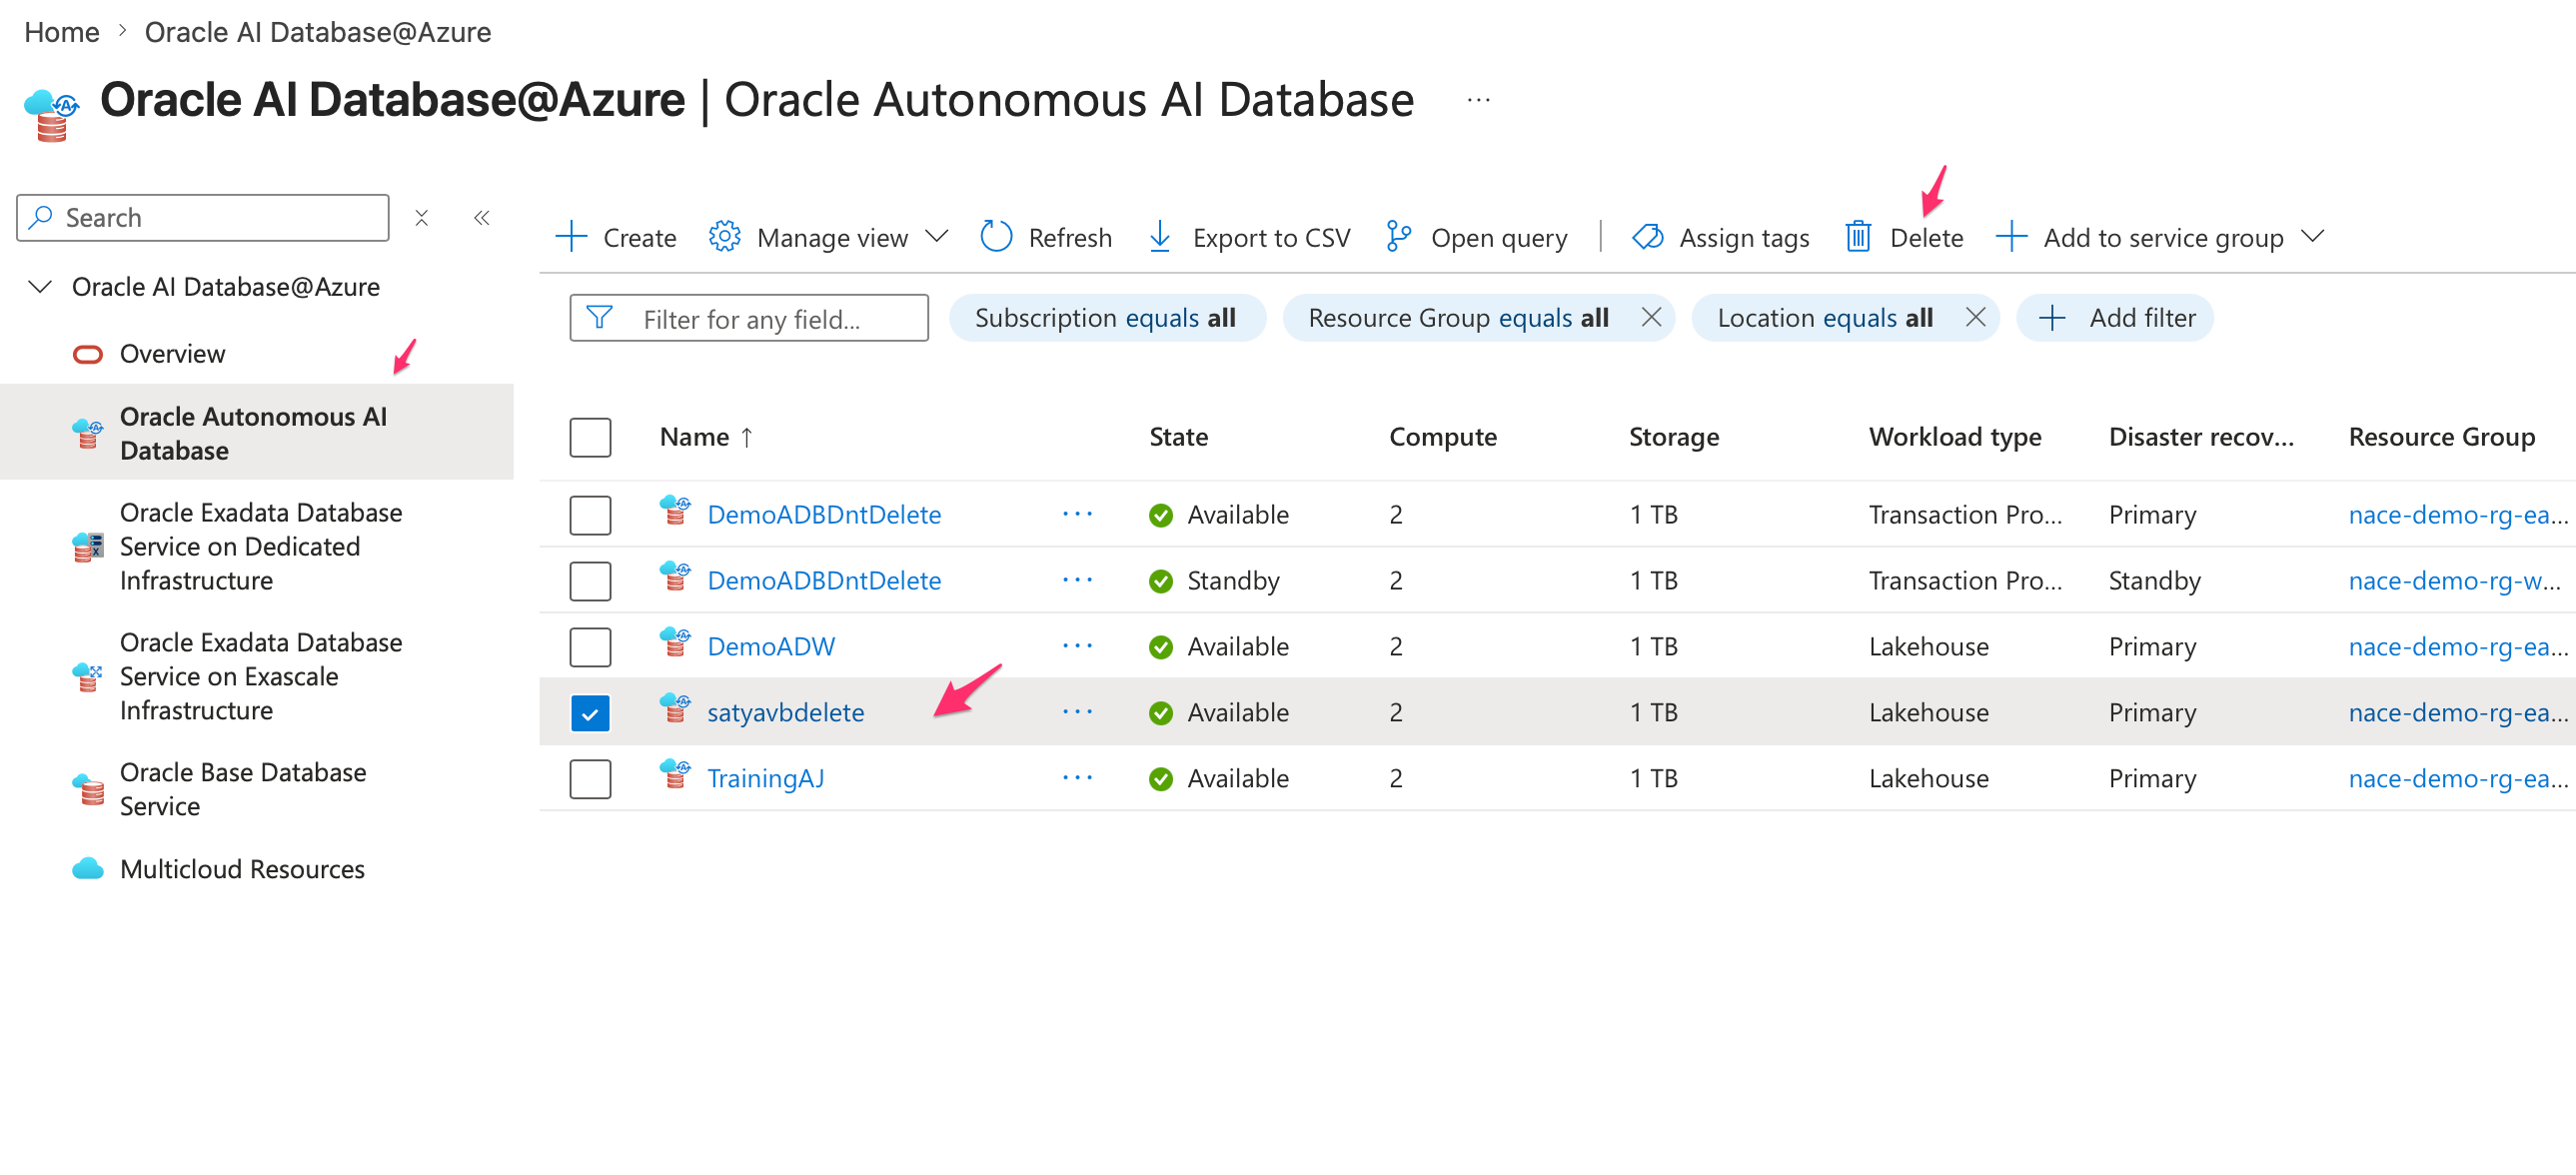 Home > Oracle AI Database@Azure
Oracle AI Database@Azure | Oracle Autonomous AI Database ...
Search
Oracle AI Database@Azure
Overview
Oracle Autonomous AI
Database
Oracle Exadata Database
Service on Dedicated
Infrastructure
Oracle Exadata Database
Service on Exascale
Infrastructure
Oracle Base Database
Service
Multicloud Resources
Create Manage view Refresh Export to CSV Open query | Assign tags Delete Add to service group
Filter for any field... Subscription equals all Resource Group equals all Location equals all Add filter
Name ↑ State Compute Storage Workload type Disaster recov... Resource Group
DemoADBDntDelete ... Available 2 1 TB Transaction Pro... Primary nace-demo-rg-ea...
DemoADBDntDelete ... Standby 2 1 TB Transaction Pro... Standby nace-demo-rg-w...
DemoADW ... Available 2 1 TB Lakehouse Primary nace-demo-rg-ea...
satyavbdelete ... Available 2 1 TB Lakehouse Primary nace-demo-rg-ea...
TrainingAJ ... Available 2 1 TB Lakehouse Primary nace-demo-rg-ea...